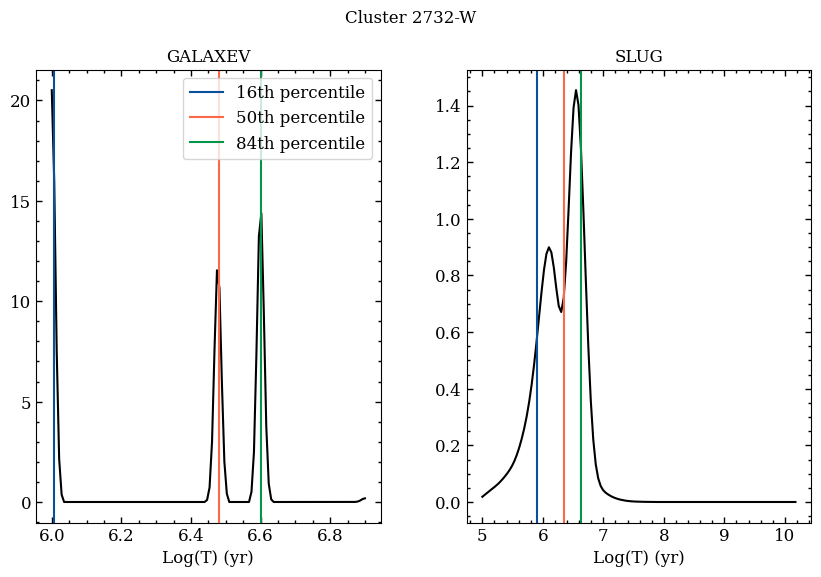 Cluster 2732-W
GALAXEV
SLUG
16th percentile
50th percentile
84th percentile
20
15
10
5
0
6.0 6.2 6.4 6.6 6.8
Log(T) (yr)
1.4
1.2
1.0
0.8
0.6
0.4
0.2
0.0
5 6 7 8 9 10
Log(T) (yr)